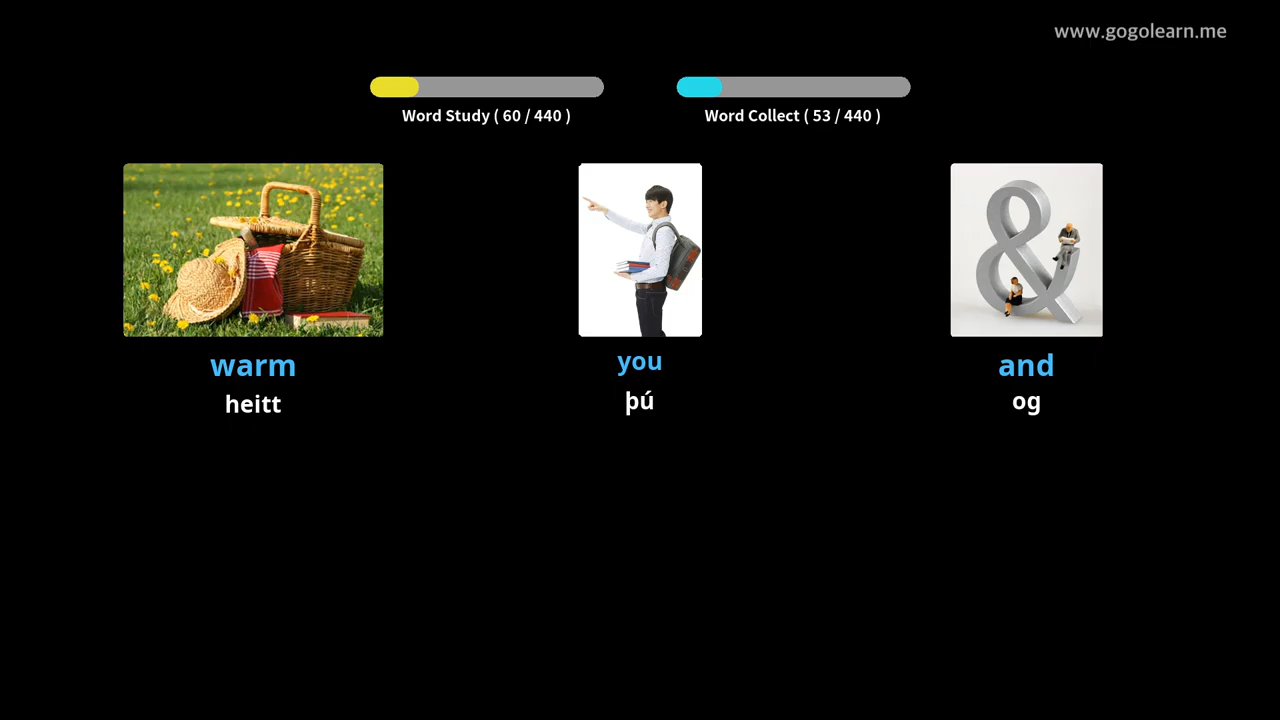 www.gogolearn.me
Word Study ( 60 / 440 )
Word Collect ( 53 / 440 )
warm
heitt
you
þú
&
and
og